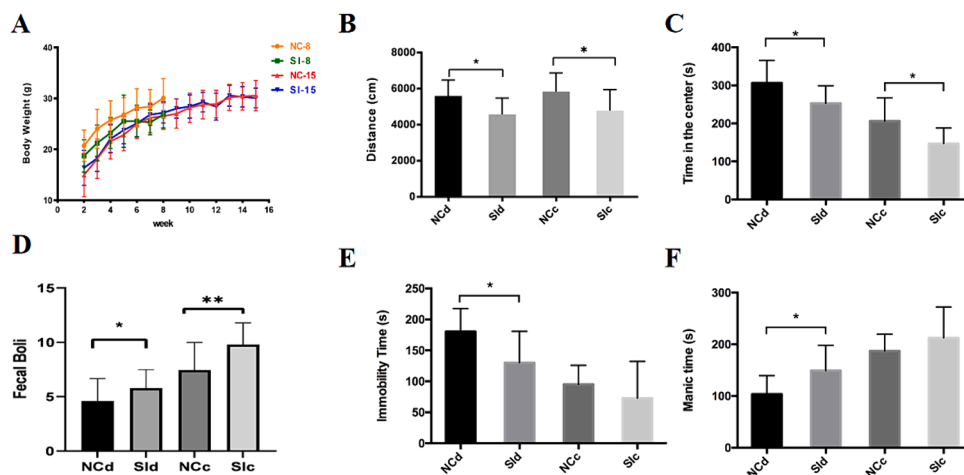 A
Body Weight (g)
40
30
20
10
0 2 4 6 8 10 12 14 16
week
NC-8
SI-8
NC-15
SI-15
B
Distance (cm)
8000
6000
4000
2000
0
* *
NCd SId NCc SIc
C
Time in the center (s)
400
300
200
100
0
* *
NCd SId NCc SIc
D
Fecal Boli
15
10
5
0
* **
NCd SId NCc SIc
E
Immobility Time (s)
250
200
150
100
50
0
*
NCd SId NCc SIc
F
Manic time (s)
300
200
100
0
*
NCd SId NCc SIc